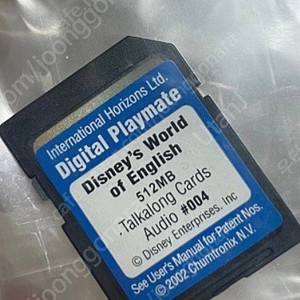 International Horizons Ltd.
Digital Playmate
Disney's World
of English
512MB
Talkalong Cards
Audio #004
© Disney Enterprises, Inc
See User's Manual for Patent Nos.
© 2002 Chumtronix N.V.